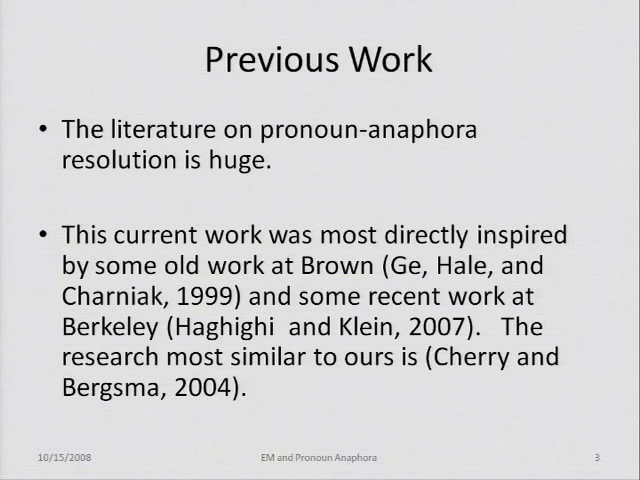 Previous Work
• The literature on pronoun-anaphora
resolution is huge.
• This current work was most directly inspired
by some old work at Brown (Ge, Hale, and
Charniak, 1999) and some recent work at
Berkeley (Haghighi  and Klein, 2007).   The
research most similar to ours is (Cherry and
Bergsma, 2004).
10/15/2008
EM and Pronoun Anaphora
3